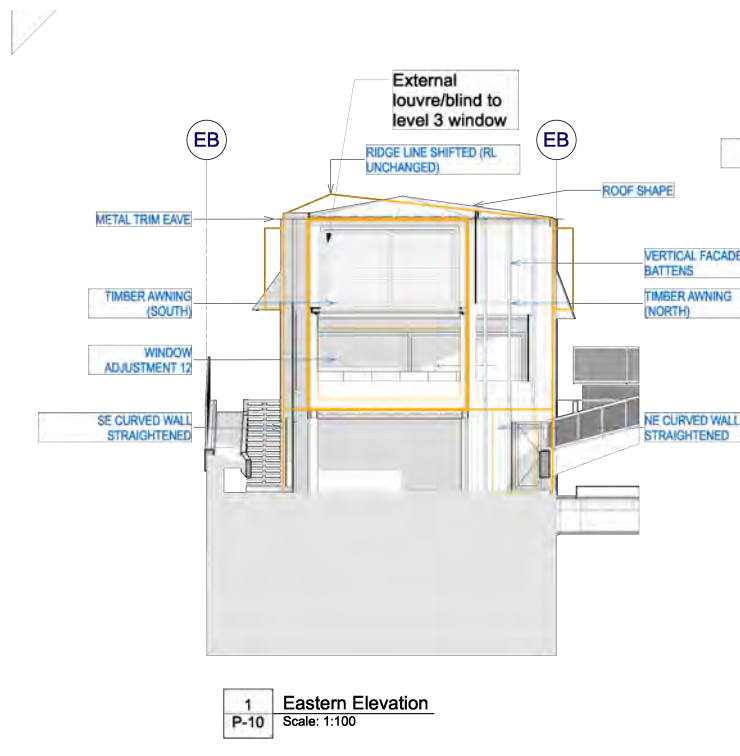 External
louvre/blind to
level 3 window
EB
EB
RIDGE LINE SHIFTED (RL
UNCHANGED)
ROOF SHAPE
METAL TRIM EAVE
VERTICAL FACADE
BATTENS
TIMBER AWNING
(SOUTH)
TIMBER AWNING
(NORTH)
WINDOW
ADJUSTMENT 12
SE CURVED WALL
STRAIGHTENED
NE CURVED WALL
STRAIGHTENED
1
P-10
Eastern Elevation
Scale: 1:100